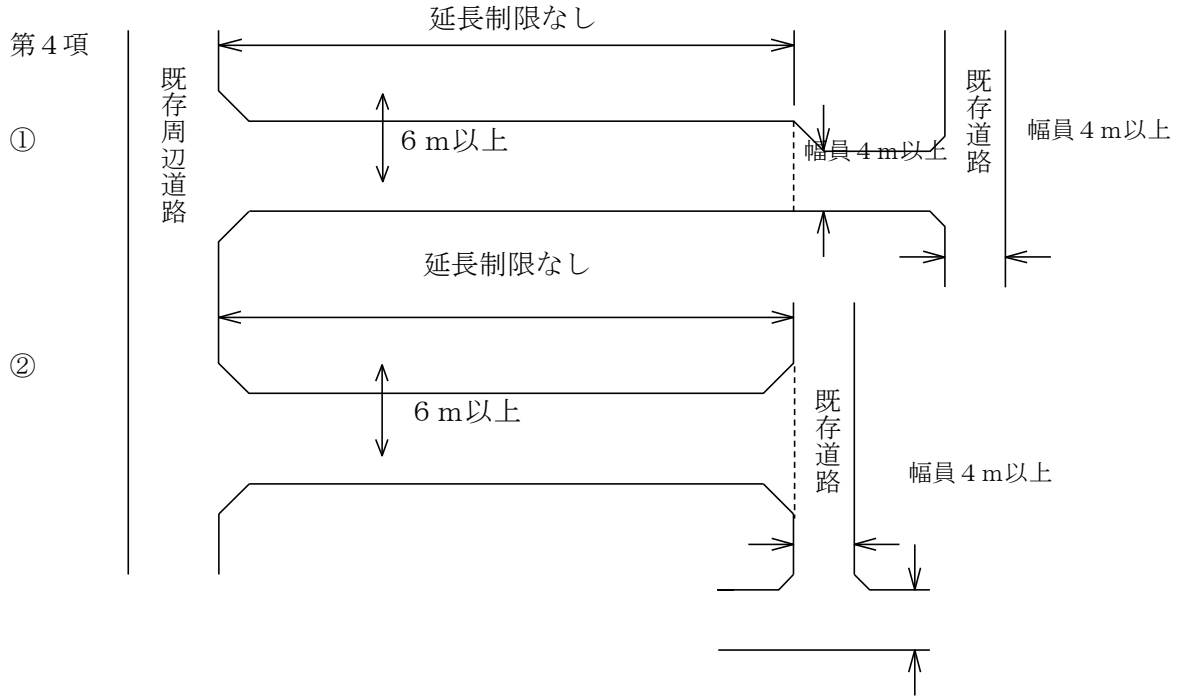 延長制限なし
第４項
既存周辺道路
既存道路
①
６ｍ以上
幅員４ｍ以上
幅員４ｍ以上
延長制限なし
②
６ｍ以上
既存道路
幅員４ｍ以上